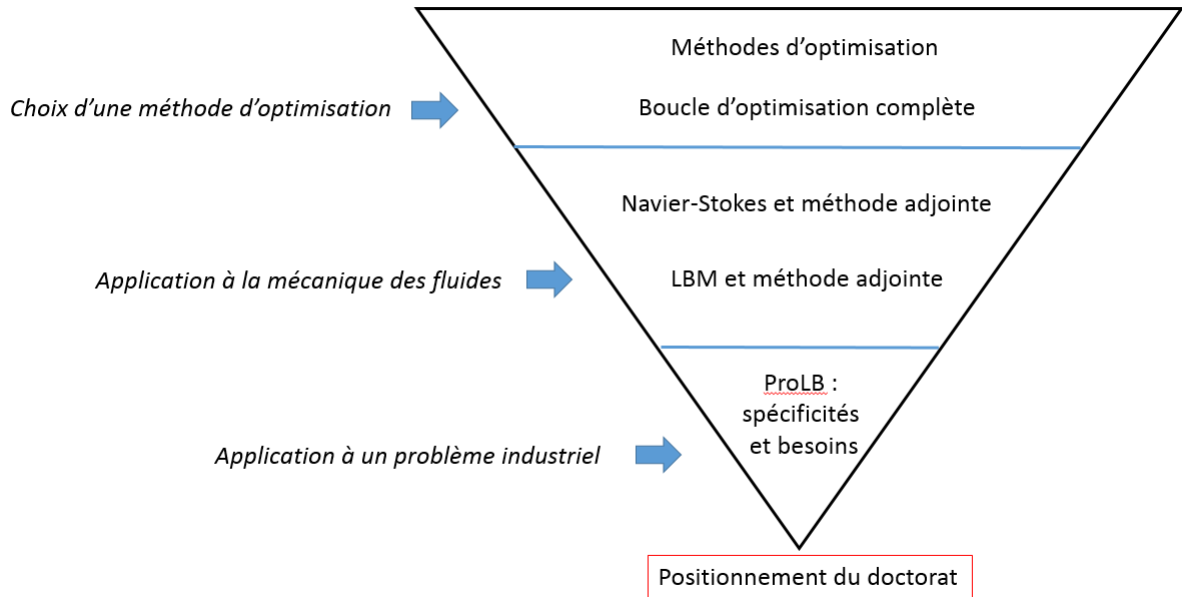 Méthodes d'optimisation
Choix d'une méthode d'optimisation
Boucle d'optimisation complète
Navier-Stokes et méthode adjointe
Application à la mécanique des fluides
LBM et méthode adjointe
ProLB :
spécificités
et besoins
Application à un problème industriel
Positionnement du doctorat